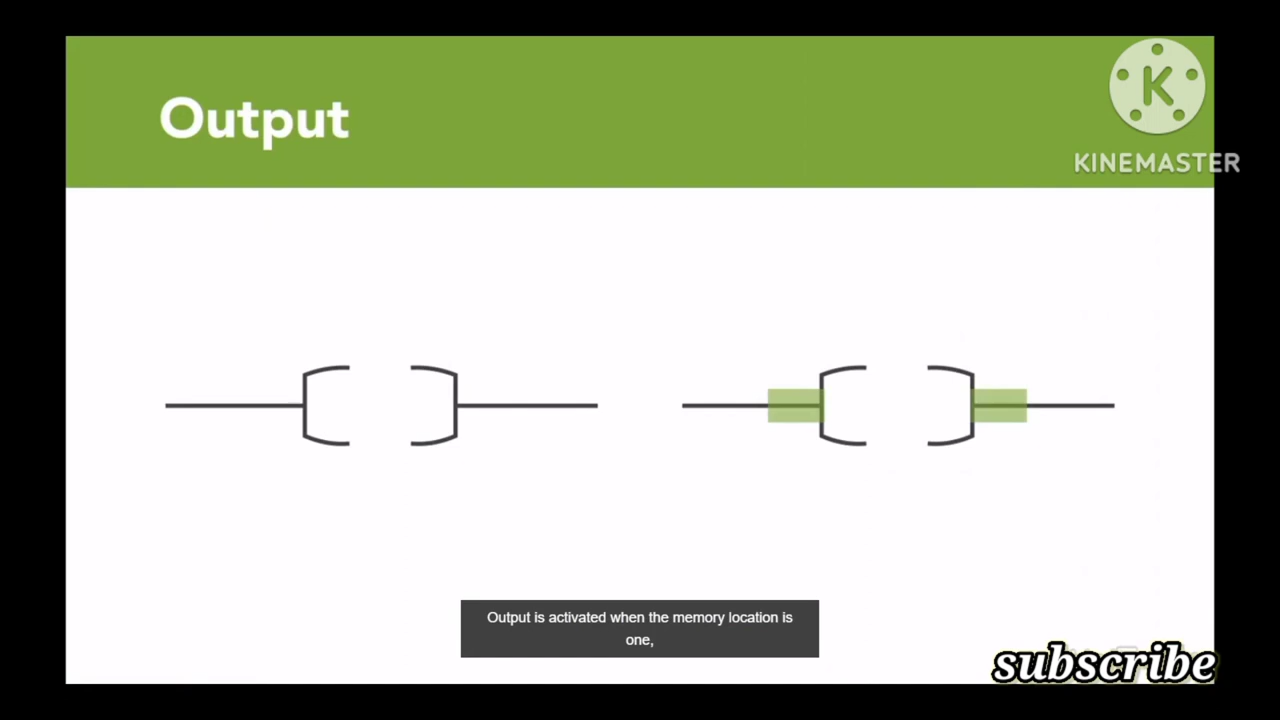 Output
K
KINEMASTER
Output is activated when the memory location is
one,
subscribe